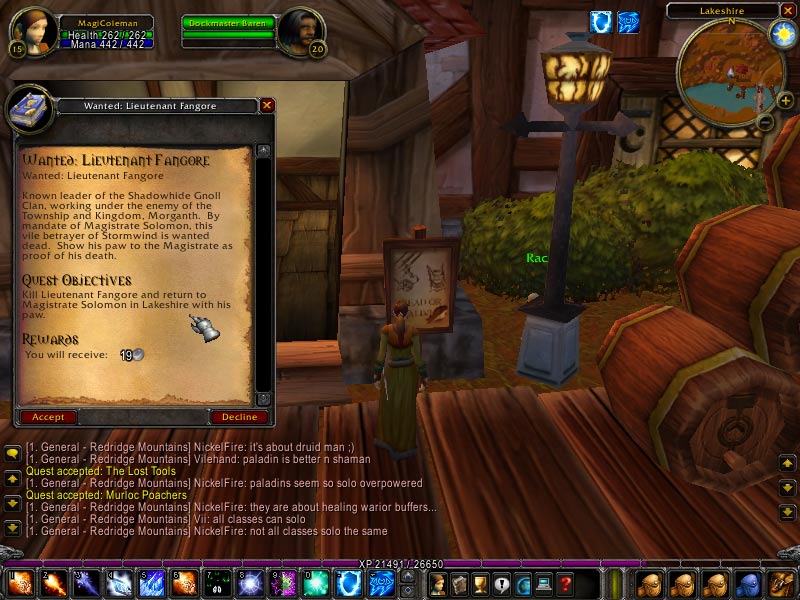 MagiColeman
Health 262 / 262
Mana 442 / 442
15
Dockmaster Baren
20
Lakeshire
N
Wanted: Lieutenant Fangore
Wanted: Lieutenant Fangore
Wanted: Lieutenant Fangore
Known leader of the Shadowhide Gnoll
Clan, working under the enemy of the
Township and Kingdom, Morganth. By
mandate of Magistrate Solomon, this
vile betrayer of Stormwind is wanted
dead. Show his paw to the Magistrate as
proof of his death.
Quest Objectives
Kill Lieutenant Fangore and return to
Magistrate Solomon in Lakeshire with his
paw.
Rewards
You will receive: 19
Accept
Decline
Rac
DEAD OR
ALIVE
[1. General - Redridge Mountains] NickelFire: it's about druid man ;)
[1. General - Redridge Mountains] Vilehand: paladin is better n shaman
Quest accepted: The Lost Tools
[1. General - Redridge Mountains] NickelFire: paladins seem so solo overpowered
Quest accepted: Murloc Poachers
[1. General - Redridge Mountains] NickelFire: they are about healing warior buffers...
[1. General - Redridge Mountains] Vii: all classes can solo
[1. General - Redridge Mountains] NickelFire: not all classes solo the same
XP 21491 / 26650